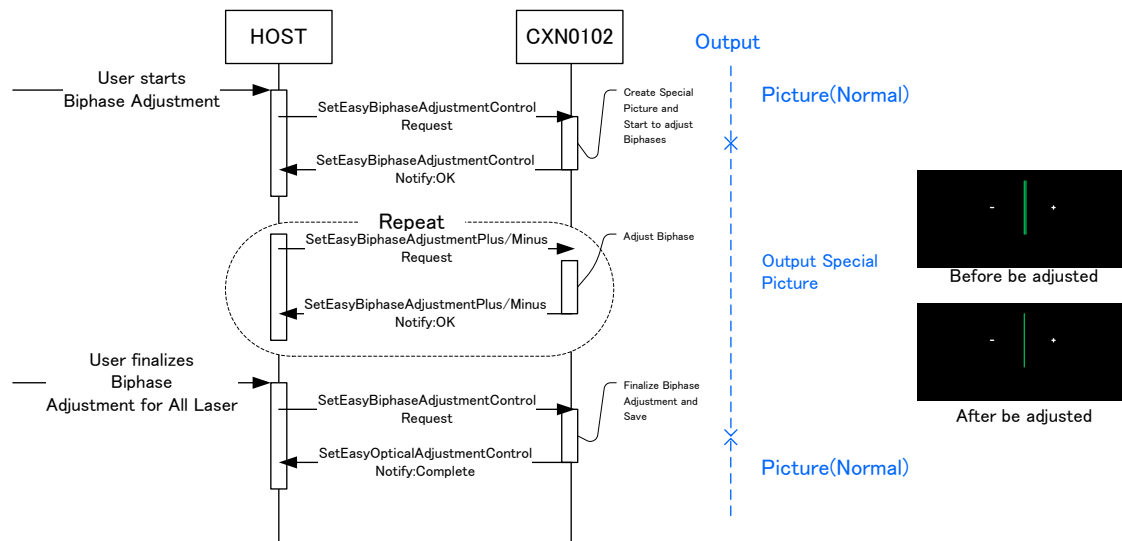 HOST
CXN0102
Output
User starts
Biphase Adjustment
SetEasyBiphaseAdjustmentControl
Request
Create Special
Picture and
Start to adjust
Biphases
Picture(Normal)
SetEasyBiphaseAdjustmentControl
Notify:OK
Repeat
SetEasyBiphaseAdjustmentPlus/Minus
Request
Adjust Biphase
SetEasyBiphaseAdjustmentPlus/Minus
Notify:OK
Output Special
Picture
- +
Before be adjusted
- +
After be adjusted
User finalizes
Biphase
Adjustment for All Laser
SetEasyBiphaseAdjustmentControl
Request
Finalize Biphase
Adjustment and
Save
SetEasyOpticalAdjustmentControl
Notify:Complete
Picture(Normal)